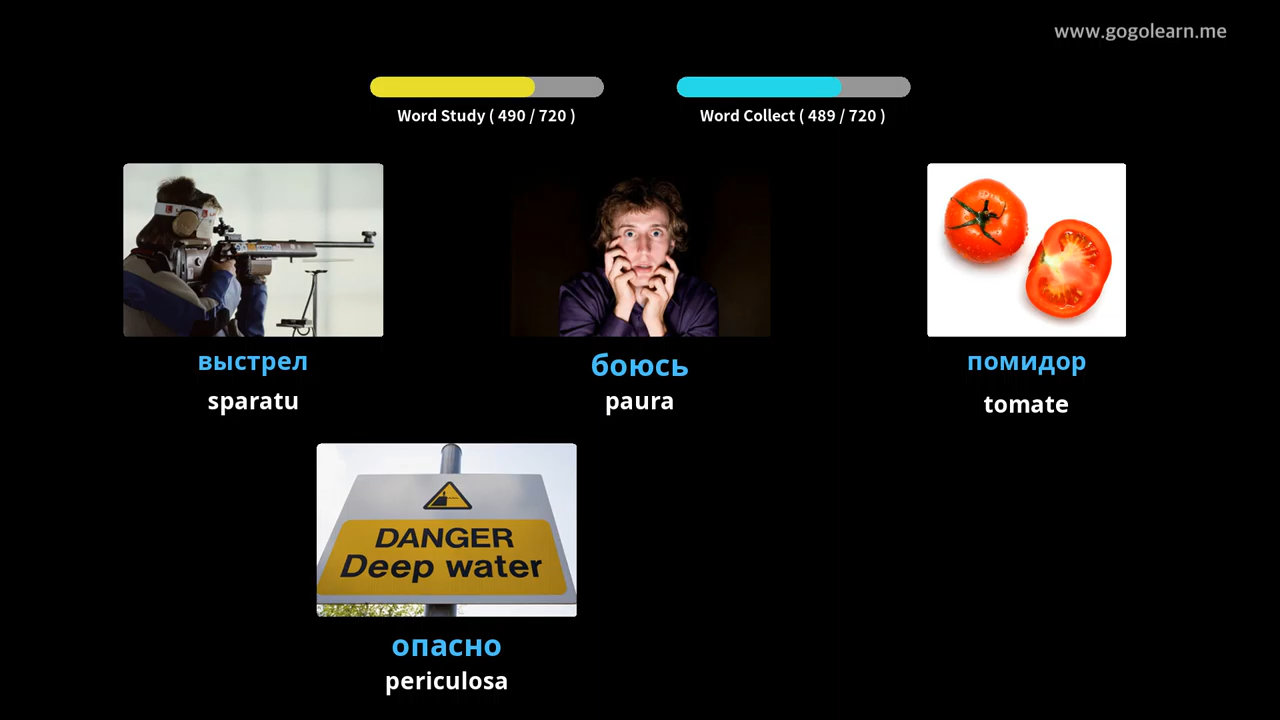 www.gogolearn.me
Word Study ( 490 / 720 )
Word Collect ( 489 / 720 )
выстрел
sparatu
боюсь
paura
помидор
tomate
DANGER
Deep water
опасно
periculosa